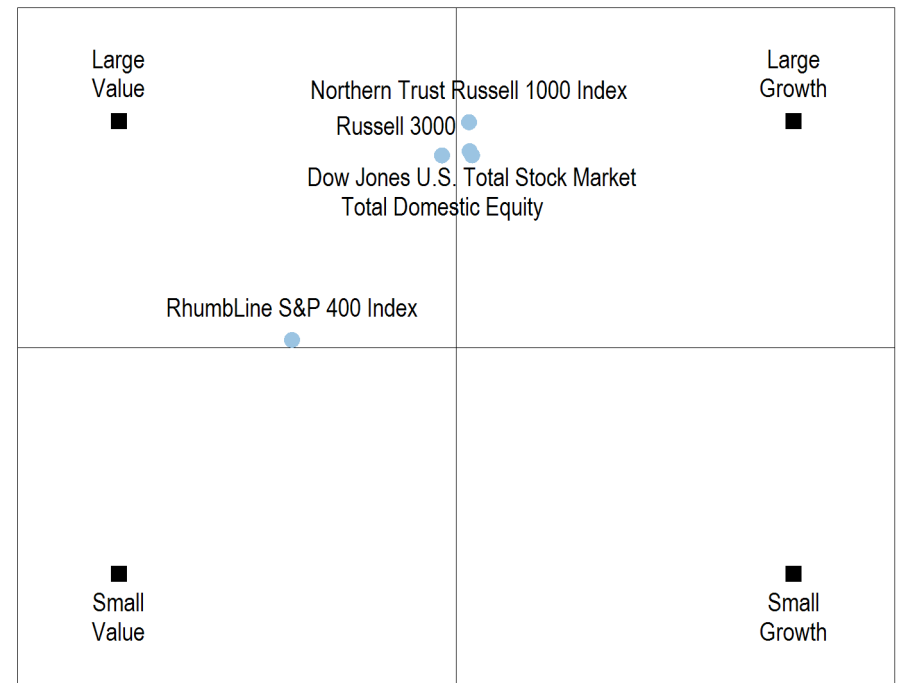 Large
Value
Large
Growth
Northern Trust Russell 1000 Index
Russell 3000
Dow Jones U.S. Total Stock Market
Total Domestic Equity
RhumbLine S&P 400 Index
Small
Value
Small
Growth